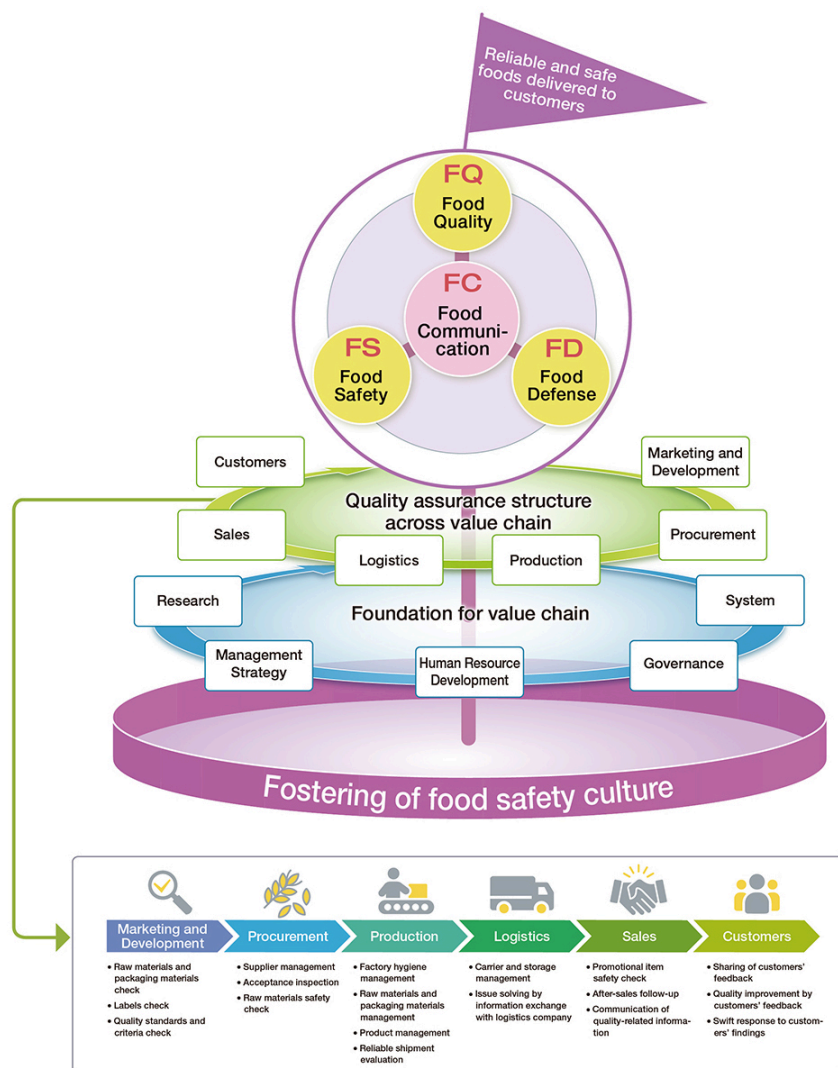 Reliable and safe
foods delivered to
customers
FQ
Food
Quality
FC
Food
Communi-
cation
FS
Food
Safety
FD
Food
Defense
Customers
Marketing and
Development
Quality assurance structure
across value chain
Sales
Procurement
Logistics
Production
Research
System
Foundation for value chain
Management
Strategy
Human Resource
Development
Governance
Fostering of food safety culture
Marketing and
Development
• Raw materials and
packaging materials
check
• Labels check
• Quality standards and
criteria check
Procurement
• Supplier management
• Acceptance inspection
• Raw materials safety
check
Production
• Factory hygiene
management
• Raw materials and
packaging materials
management
• Product management
• Reliable shipment
evaluation
Logistics
• Carrier and storage
management
• Issue solving by
information exchange
with logistics company
Sales
• Promotional item
safety check
• After-sales follow-up
• Communication of
quality-related informa-
tion
Customers
• Sharing of customers'
feedback
• Quality improvement by
customers' feedback
• Swift response to custom-
ers' findings